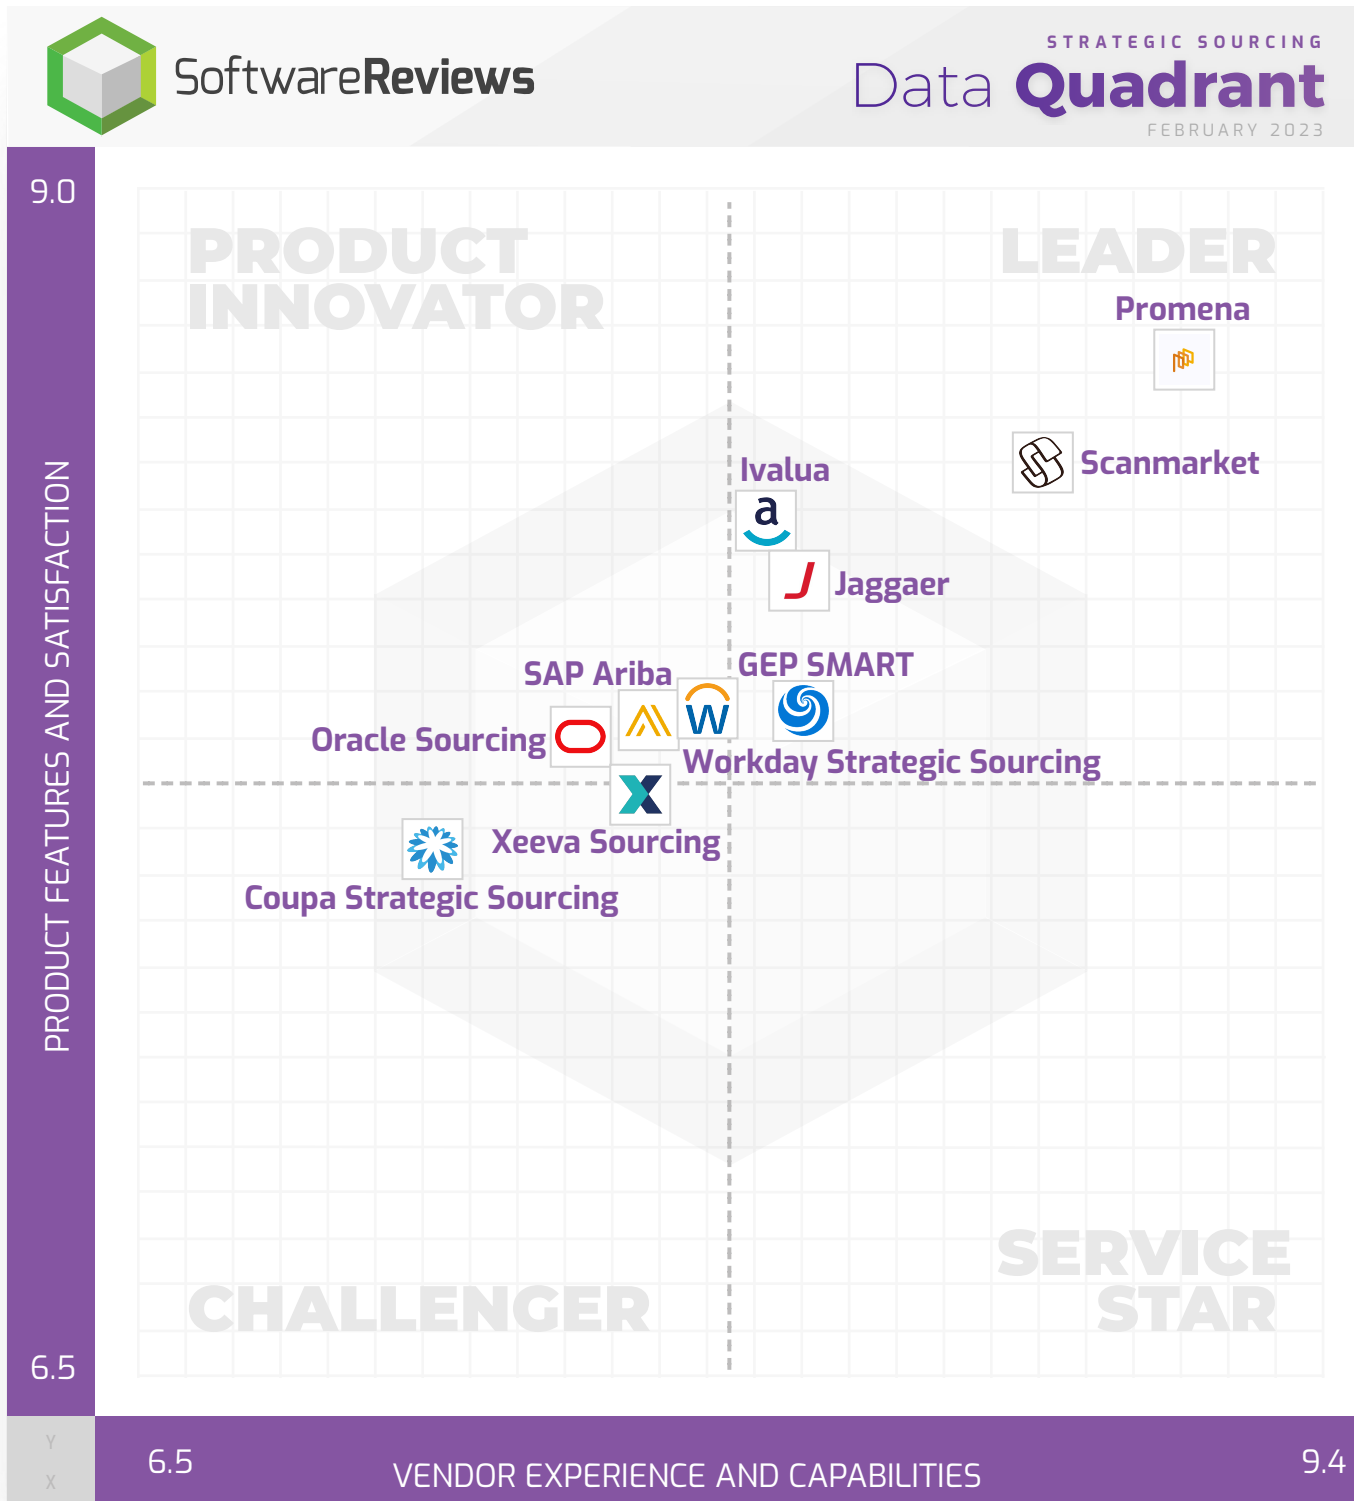 SoftwareReviews
STRATEGIC SOURCING
Data Quadrant
FEBRUARY 2023
9.0
PRODUCT FEATURES AND SATISFACTION
6.5
PRODUCT
INNOVATOR
LEADER
Promena
Scanmarket
Ivalua
a
J
Jaggaer
SAP Ariba
GEP SMART
W
Oracle Sourcing
Workday Strategic Sourcing
X
Xeeva Sourcing
Coupa Strategic Sourcing
CHALLENGER
SERVICE
STAR
Y
X
6.5
VENDOR EXPERIENCE AND CAPABILITIES
9.4